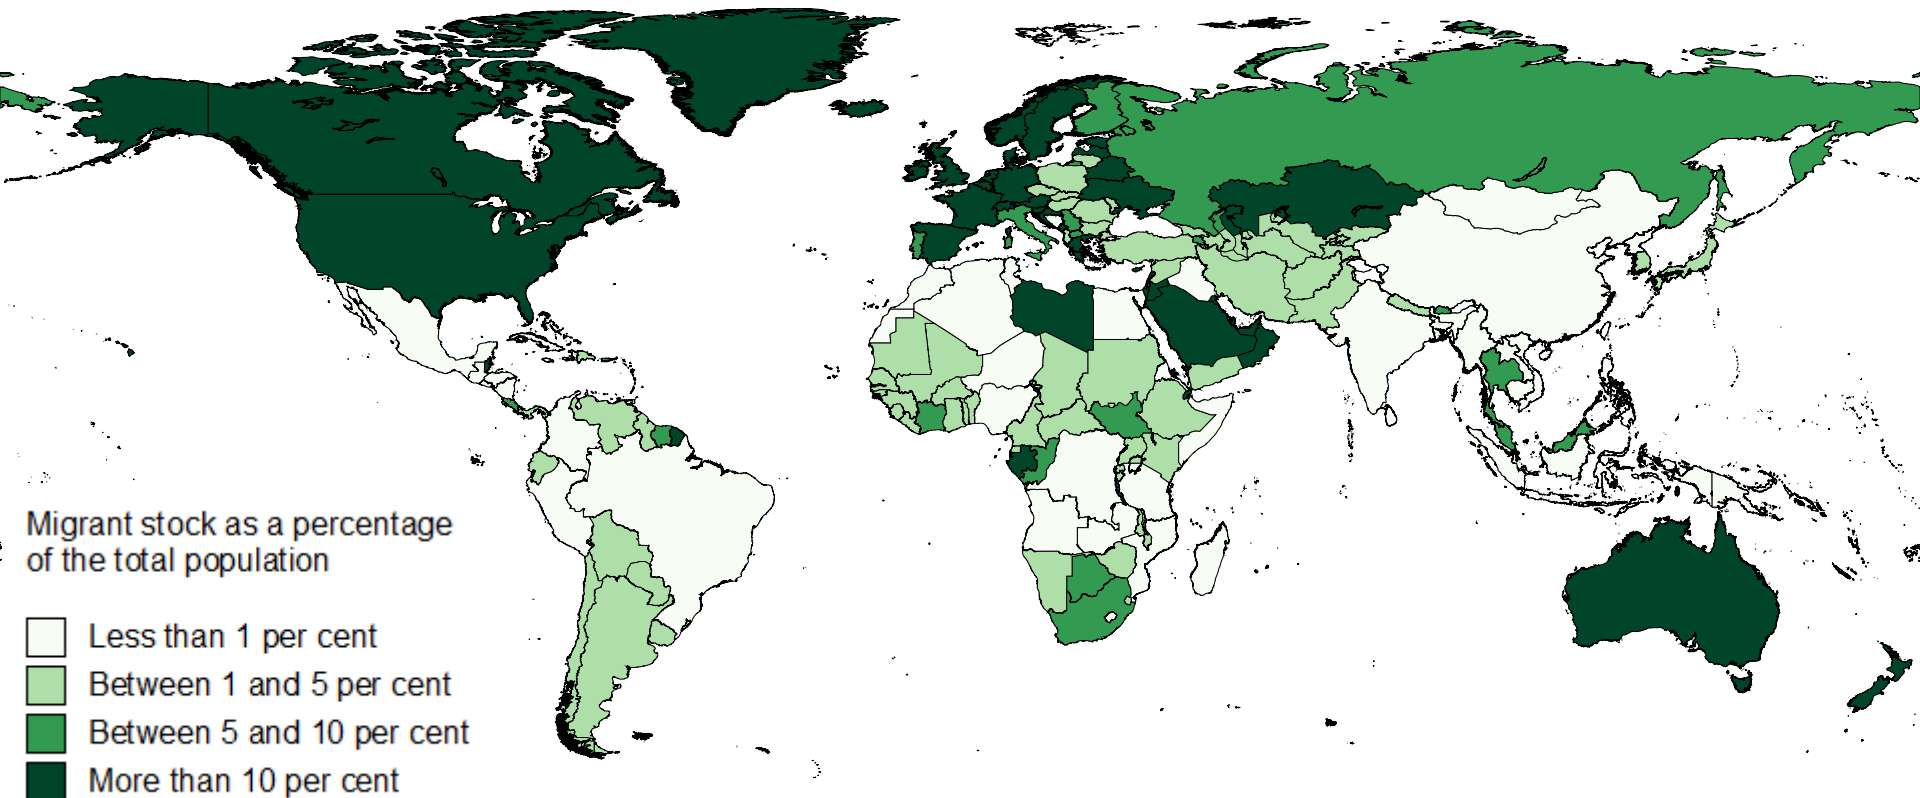 Migrant stock as a percentage
of the total population
Less than 1 per cent
Between 1 and 5 per cent
Between 5 and 10 per cent
More than 10 per cent